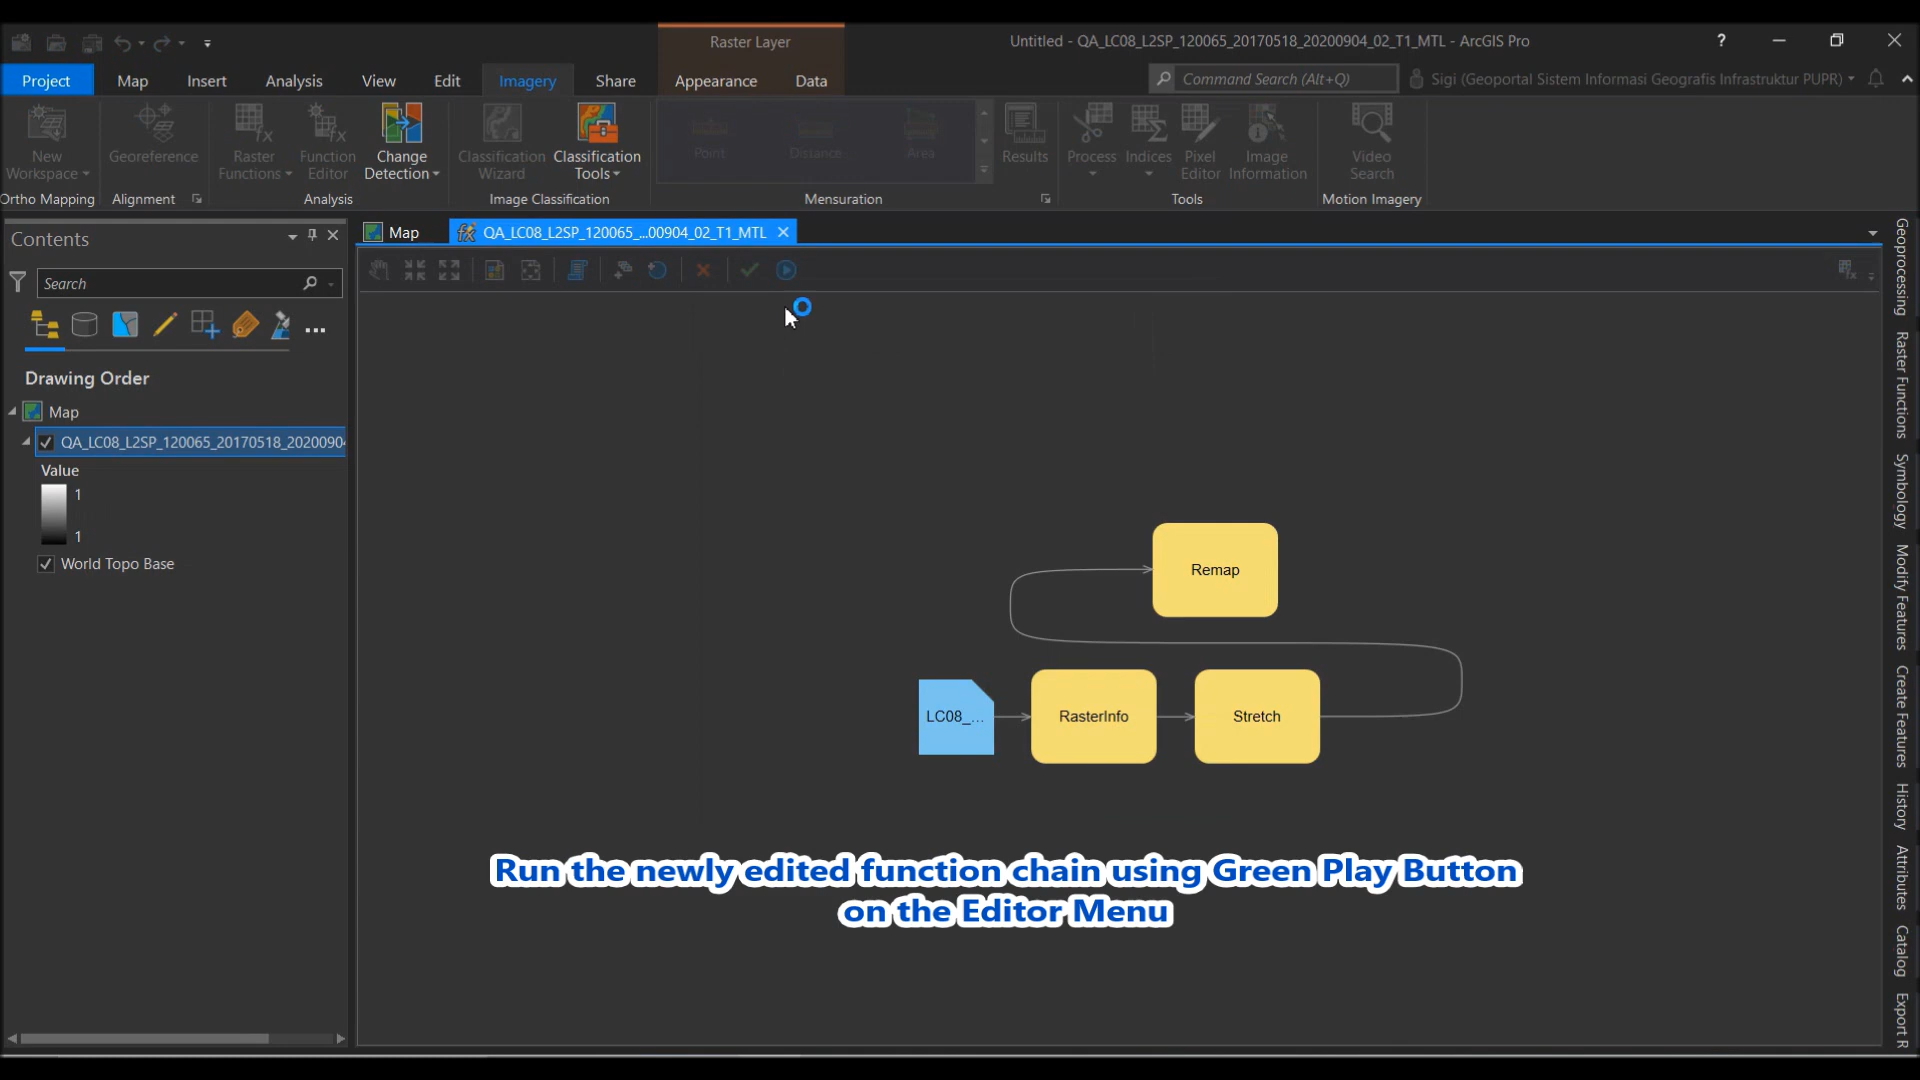 Raster Layer
Untitled - QA_LC08_L2SP_120065_20170518_20200904_02_T1_MTL - ArcGIS Pro
?
Project
Map
Insert
Analysis
View
Edit
Imagery
Share
Appearance
Data
Command Search (Alt+Q)
Sigi (Geoportal Sistem Informasi Geografis Infrastruktur PUPR)
New Workspace
Georeference
Raster Functions
Function Editor
Change Detection
Classification Wizard
Classification Tools
Point
Distance
Area
Results
Process
Indices
Pixel Editor
Image Information
Video Search
Ortho Mapping
Alignment
Analysis
Image Classification
Mensuration
Tools
Motion Imagery
Contents
Map
QA_LC08_L2SP_120065_...00904_02_T1_MTL
Search
Drawing Order
Map
QA_LC08_L2SP_120065_20170518_2020090
Value
1
1
World Topo Base
Remap
LC08_...
RasterInfo
Stretch
Run the newly edited function chain using Green Play Button
on the Editor Menu
Geoprocessing
Raster Functions
Symbology
Modify Features
Create Features
History
Attributes
Catalog
Export R